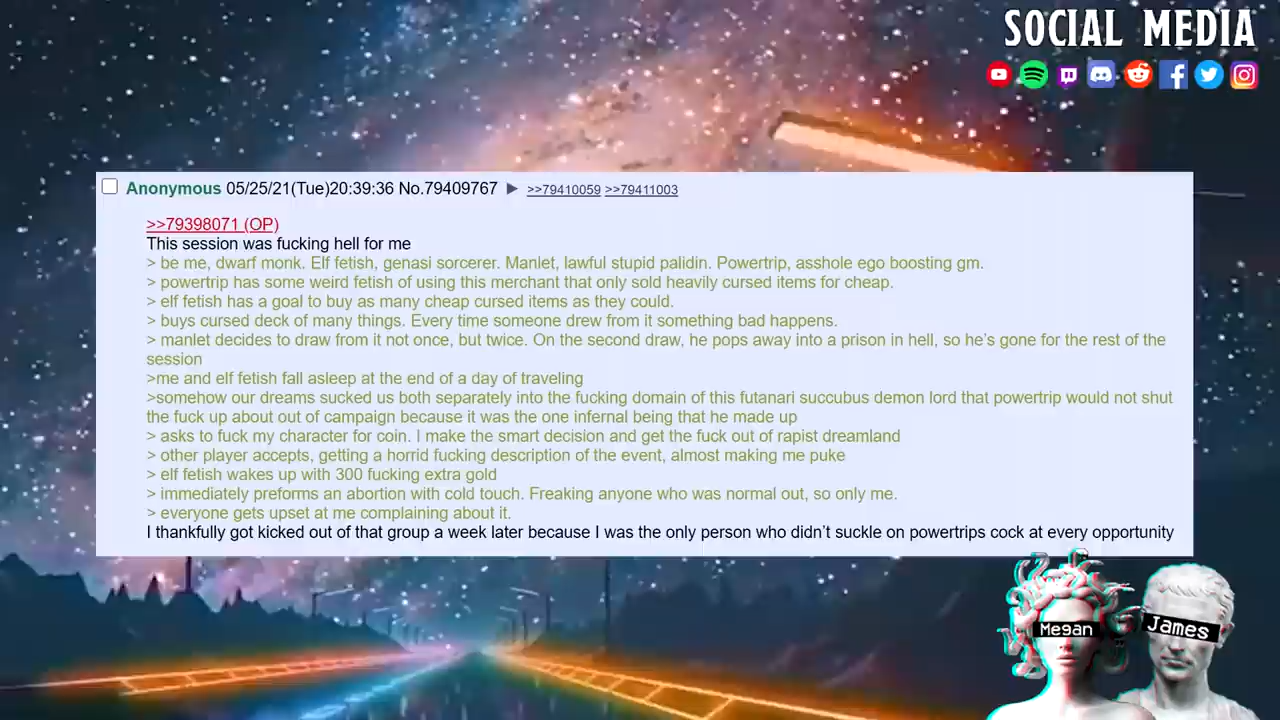 SOCIAL MEDIA
Anonymous 05/25/21(Tue)20:39:36 No.79409767 ▶ >>79410059 >>79411003
>>79398071 (OP)
This session was fucking hell for me
> be me, dwarf monk. Elf fetish, genasi sorcerer. Manlet, lawful stupid palidin. Powertrip, asshole ego boosting gm.
> powertrip has some weird fetish of using this merchant that only sold heavily cursed items for cheap.
> elf fetish has a goal to buy as many cheap cursed items as they could.
> buys cursed deck of many things. Every time someone drew from it something bad happens.
> manlet decides to draw from it not once, but twice. On the second draw, he pops away into a prison in hell, so he's gone for the rest of the
session
>me and elf fetish fall asleep at the end of a day of traveling
>somehow our dreams sucked us both separately into the fucking domain of this futanari succubus demon lord that powertrip would not shut
the fuck up about out of campaign because it was the one infernal being that he made up
> asks to fuck my character for coin. I make the smart decision and get the fuck out of rapist dreamland
> other player accepts, getting a horrid fucking description of the event, almost making me puke
> elf fetish wakes up with 300 fucking extra gold
> immediately preforms an abortion with cold touch. Freaking anyone who was normal out, so only me.
> everyone gets upset at me complaining about it.
I thankfully got kicked out of that group a week later because I was the only person who didn't suckle on powertrips cock at every opportunity
Megan
James